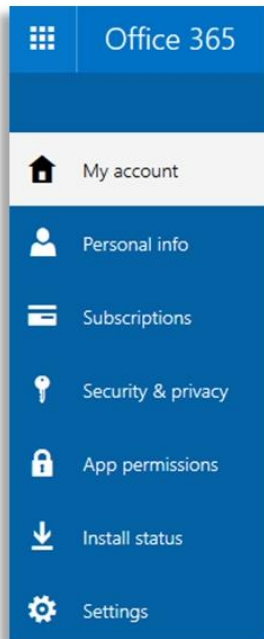 Office 365
My account
Personal info
Subscriptions
Security & privacy
App permissions
Install status
Settings